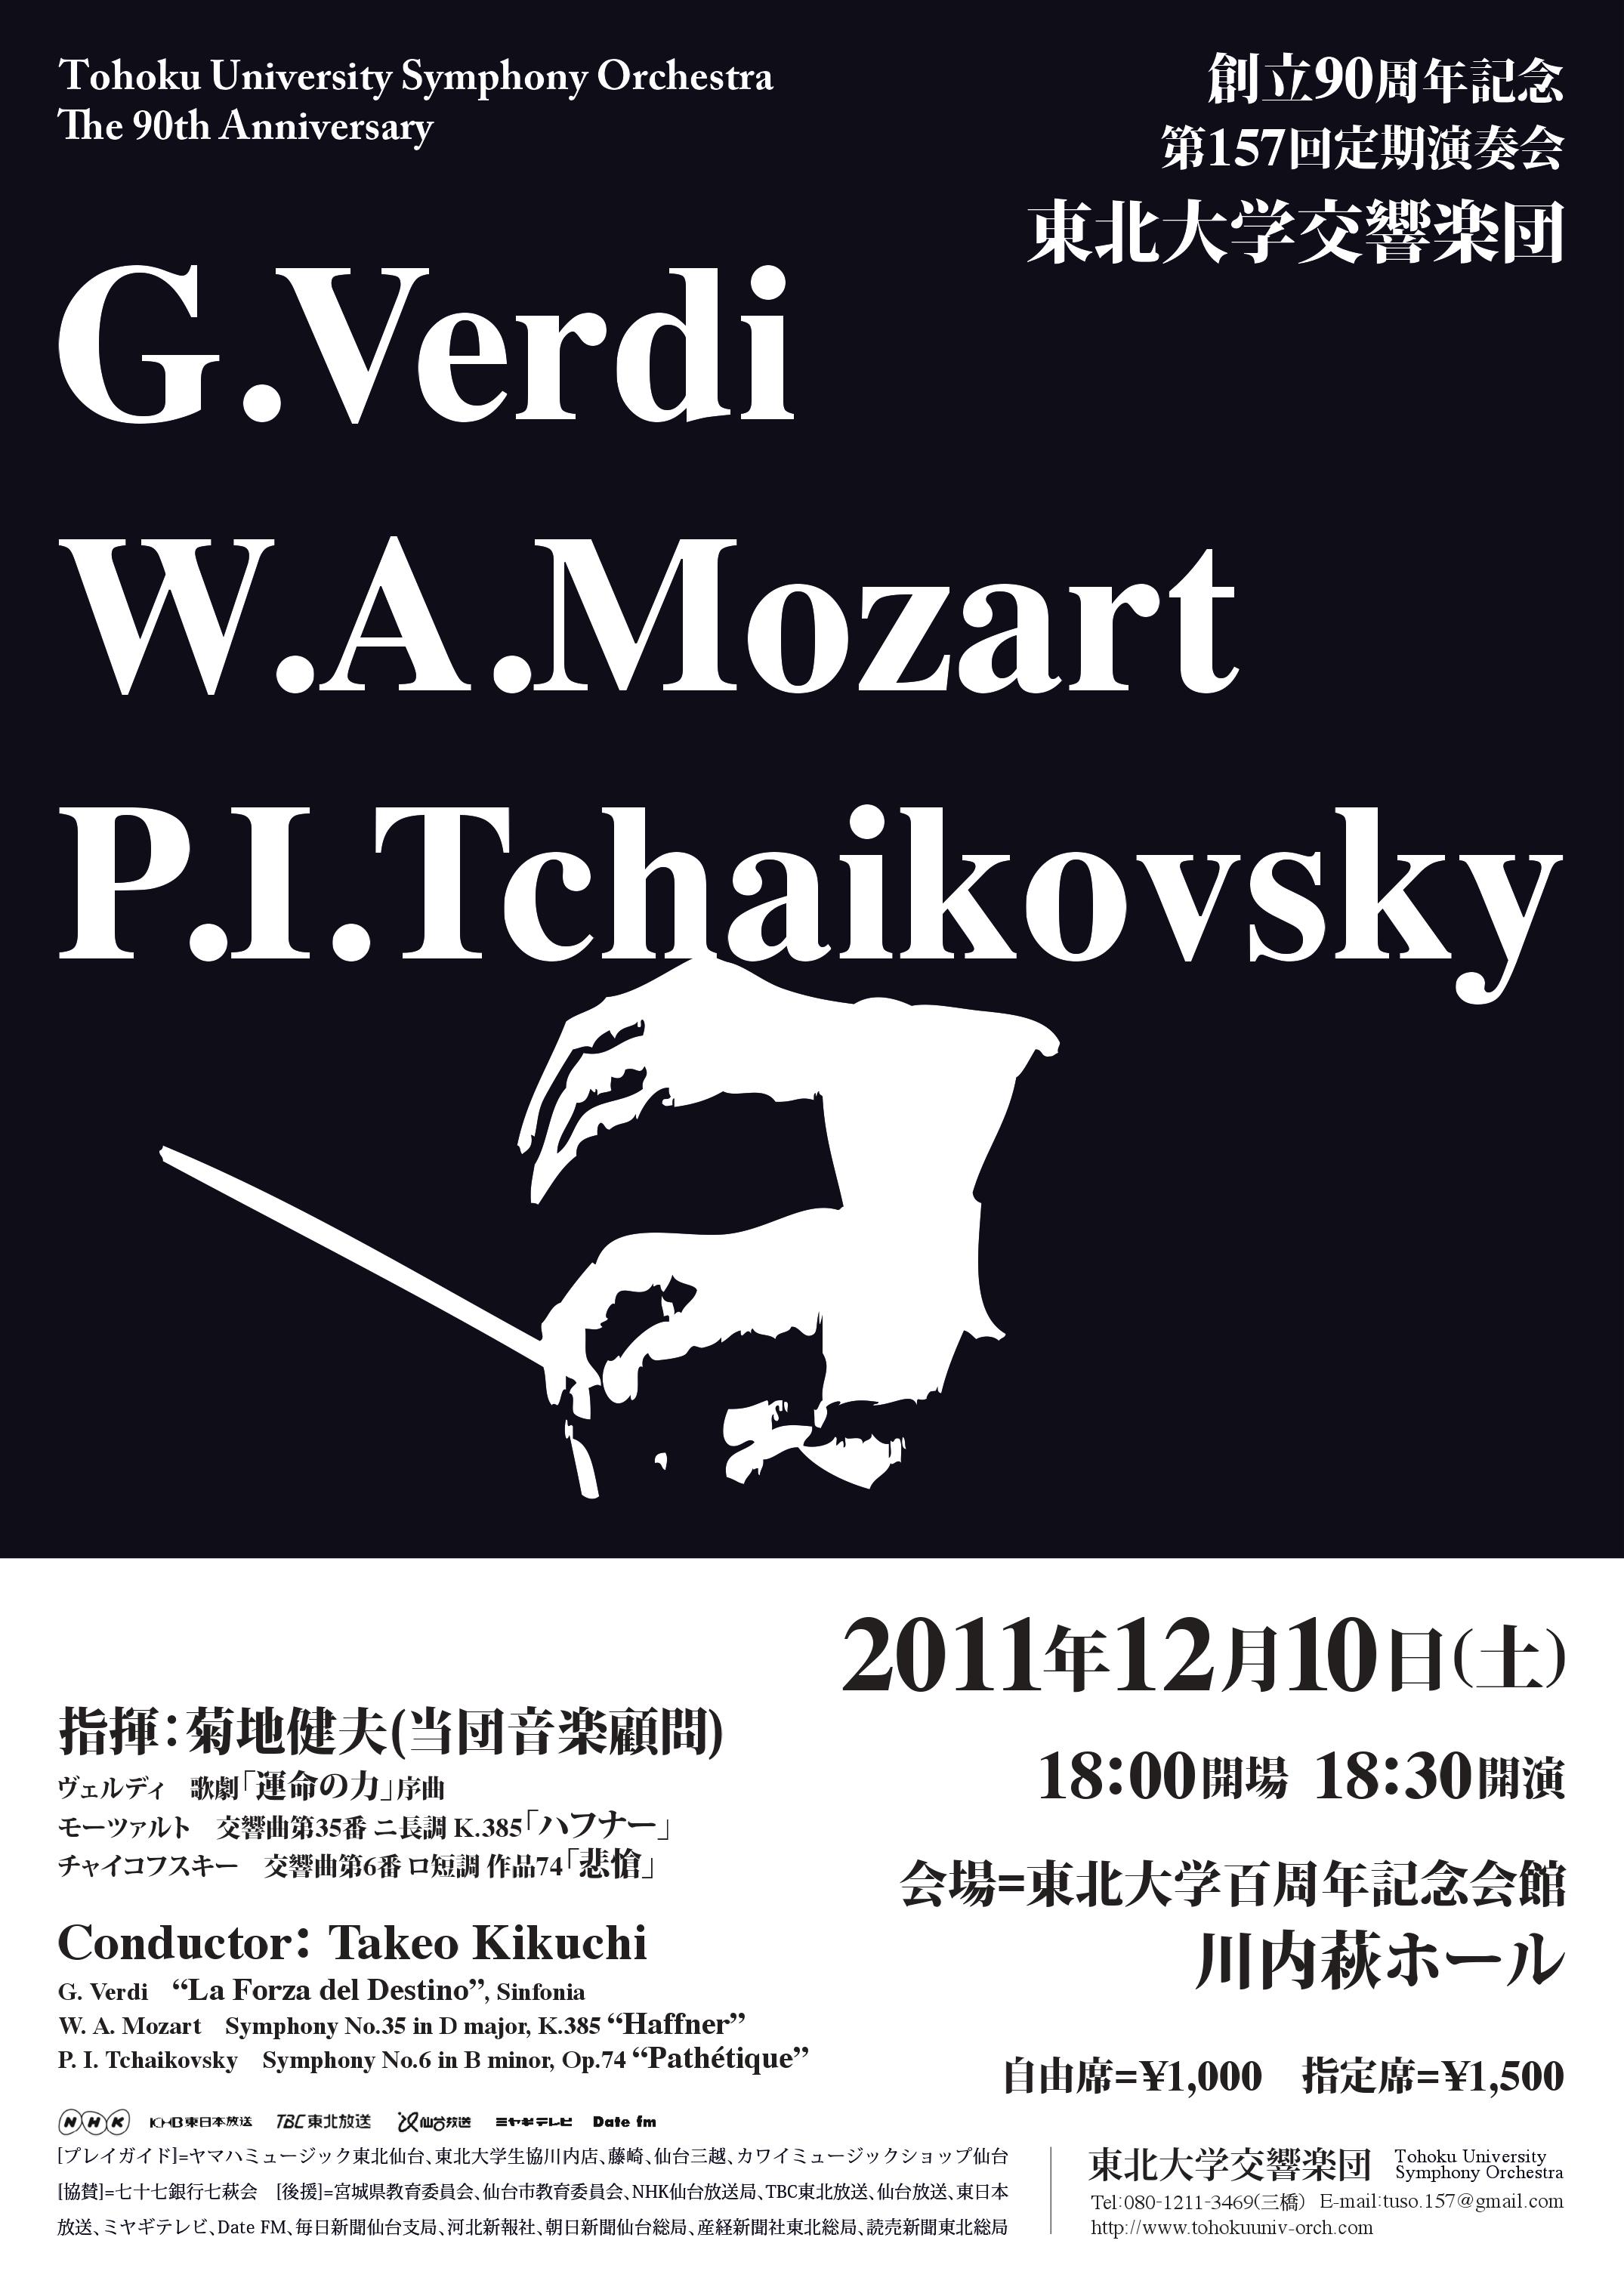 Tohoku University Symphony Orchestra
The 90th Anniversary
創立90周年記念
第157回定期演奏会
東北大学交響楽団
G.Verdi
W.A.Mozart
P.I.Tchaikovsky
2011年12月10日(土)
18:00開場 18:30開演
会場=東北大学百周年記念会館
川内萩ホール
自由席=¥1,000 指定席=¥1,500
指揮:菊地健夫(当団音楽顧問)
ヴェルディ 歌劇「運命の力」序曲
モーツァルト 交響曲第35番 ニ長調 K.385「ハフナー」
チャイコフスキー 交響曲第6番 ロ短調 作品74「悲愴」
Conductor: Takeo Kikuchi
G. Verdi “La Forza del Destino”, Sinfonia
W. A. Mozart Symphony No.35 in D major, K.385 “Haffner”
P. I. Tchaikovsky Symphony No.6 in B minor, Op.74 “Pathétique”
NHK KHB東日本放送 TBC東北放送 仙台放送 ミヤギテレビ Date fm
[プレイガイド]=ヤマハミュージック東北仙台、東北大学生協川内店、藤崎、仙台三越、カワイミュージックショップ仙台
[協賛]=七十七銀行七萩会 [後援]=宮城県教育委員会、仙台市教育委員会、NHK仙台放送局、TBC東北放送、仙台放送、東日本
放送、ミヤギテレビ、Date FM、毎日新聞仙台支局、河北新報社、朝日新聞仙台総局、産経新聞社東北総局、読売新聞東北総局
東北大学交響楽団
Tohoku University
Symphony Orchestra
Tel:080-1211-3469(三橋) E-mail:tuso.157@gmail.com
http://www.tohokuuniv-orch.com